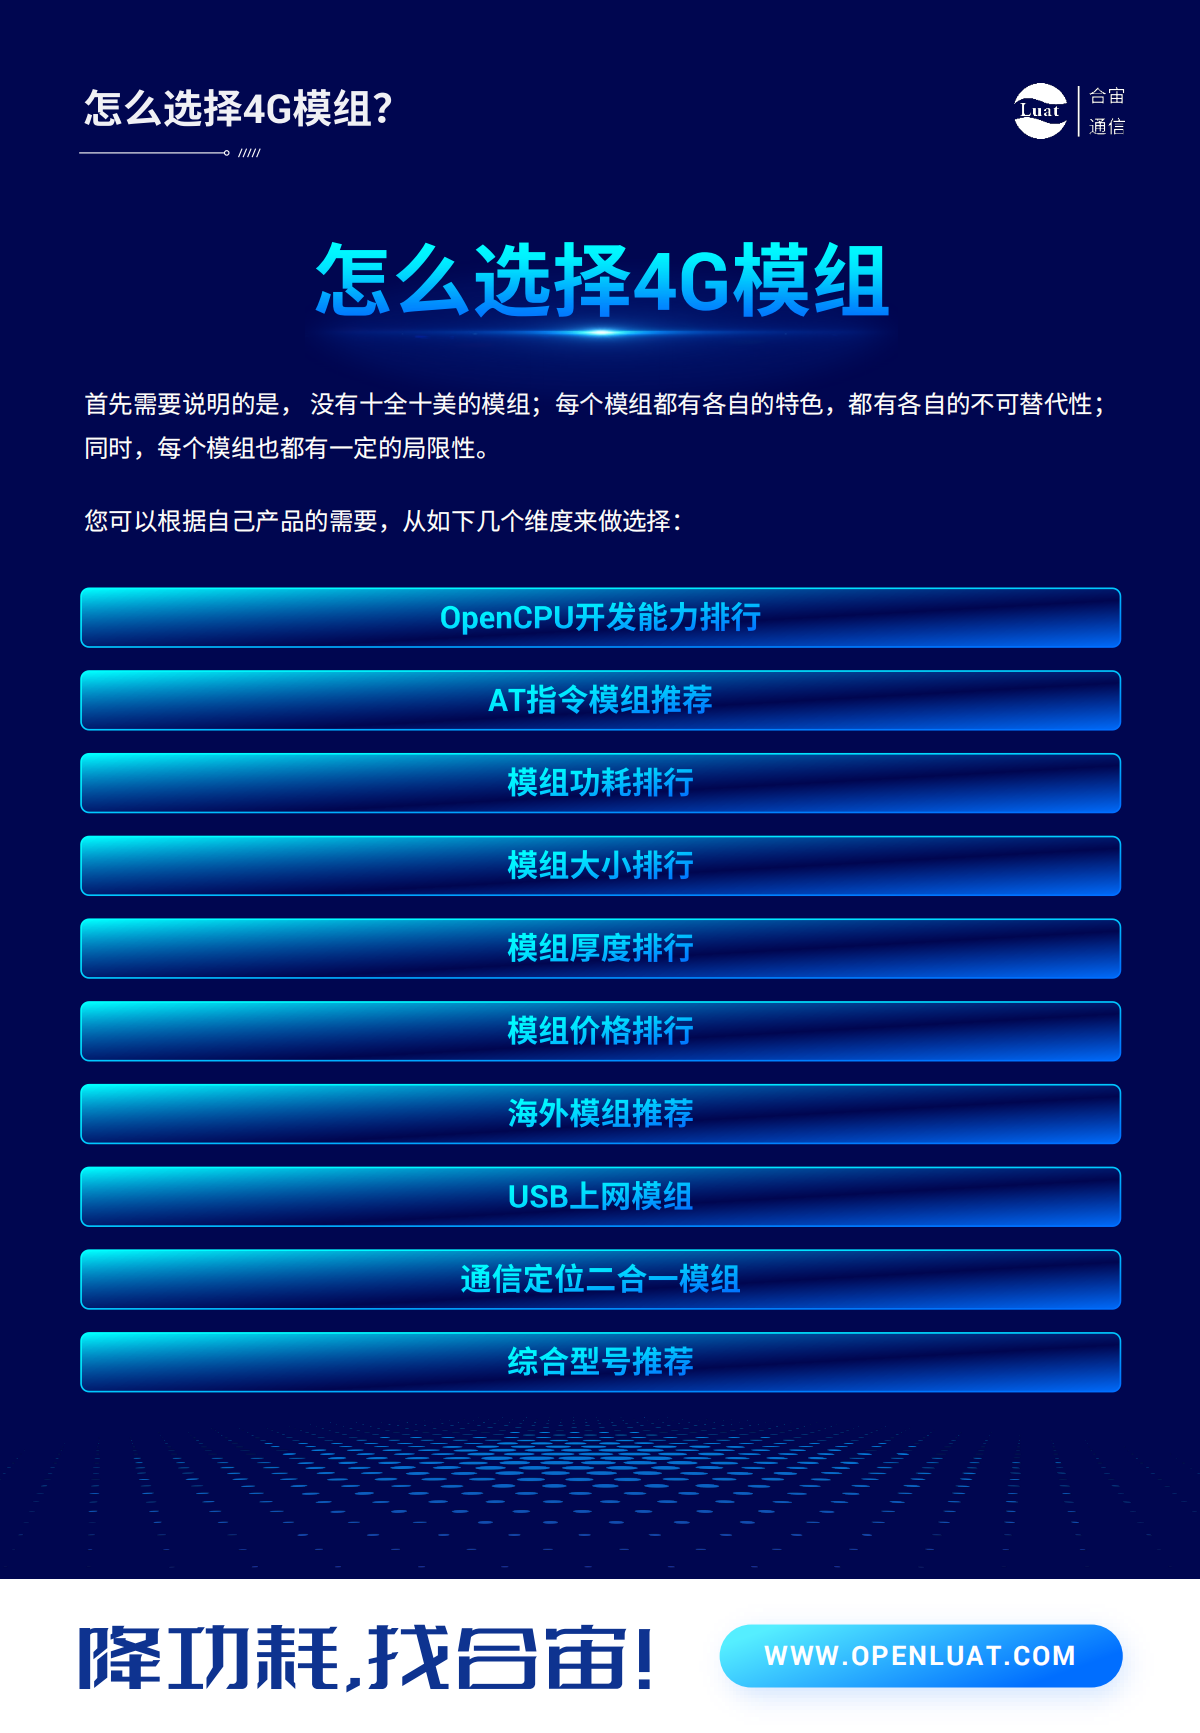 怎么选择4G模组?
Luat
合宙
通信
怎么选择4G模组
首先需要说明的是， 没有十全十美的模组；每个模组都有各自的特色，都有各自的不可替代性；
同时，每个模组也都有一定的局限性。
您可以根据自己产品的需要，从如下几个维度来做选择：
OpenCPU开发能力排行
AT指令模组推荐
模组功耗排行
模组大小排行
模组厚度排行
模组价格排行
海外模组推荐
USB上网模组
通信定位二合一模组
综合型号推荐
降功耗,找合宙!
WWW.OPENLUAT.COM